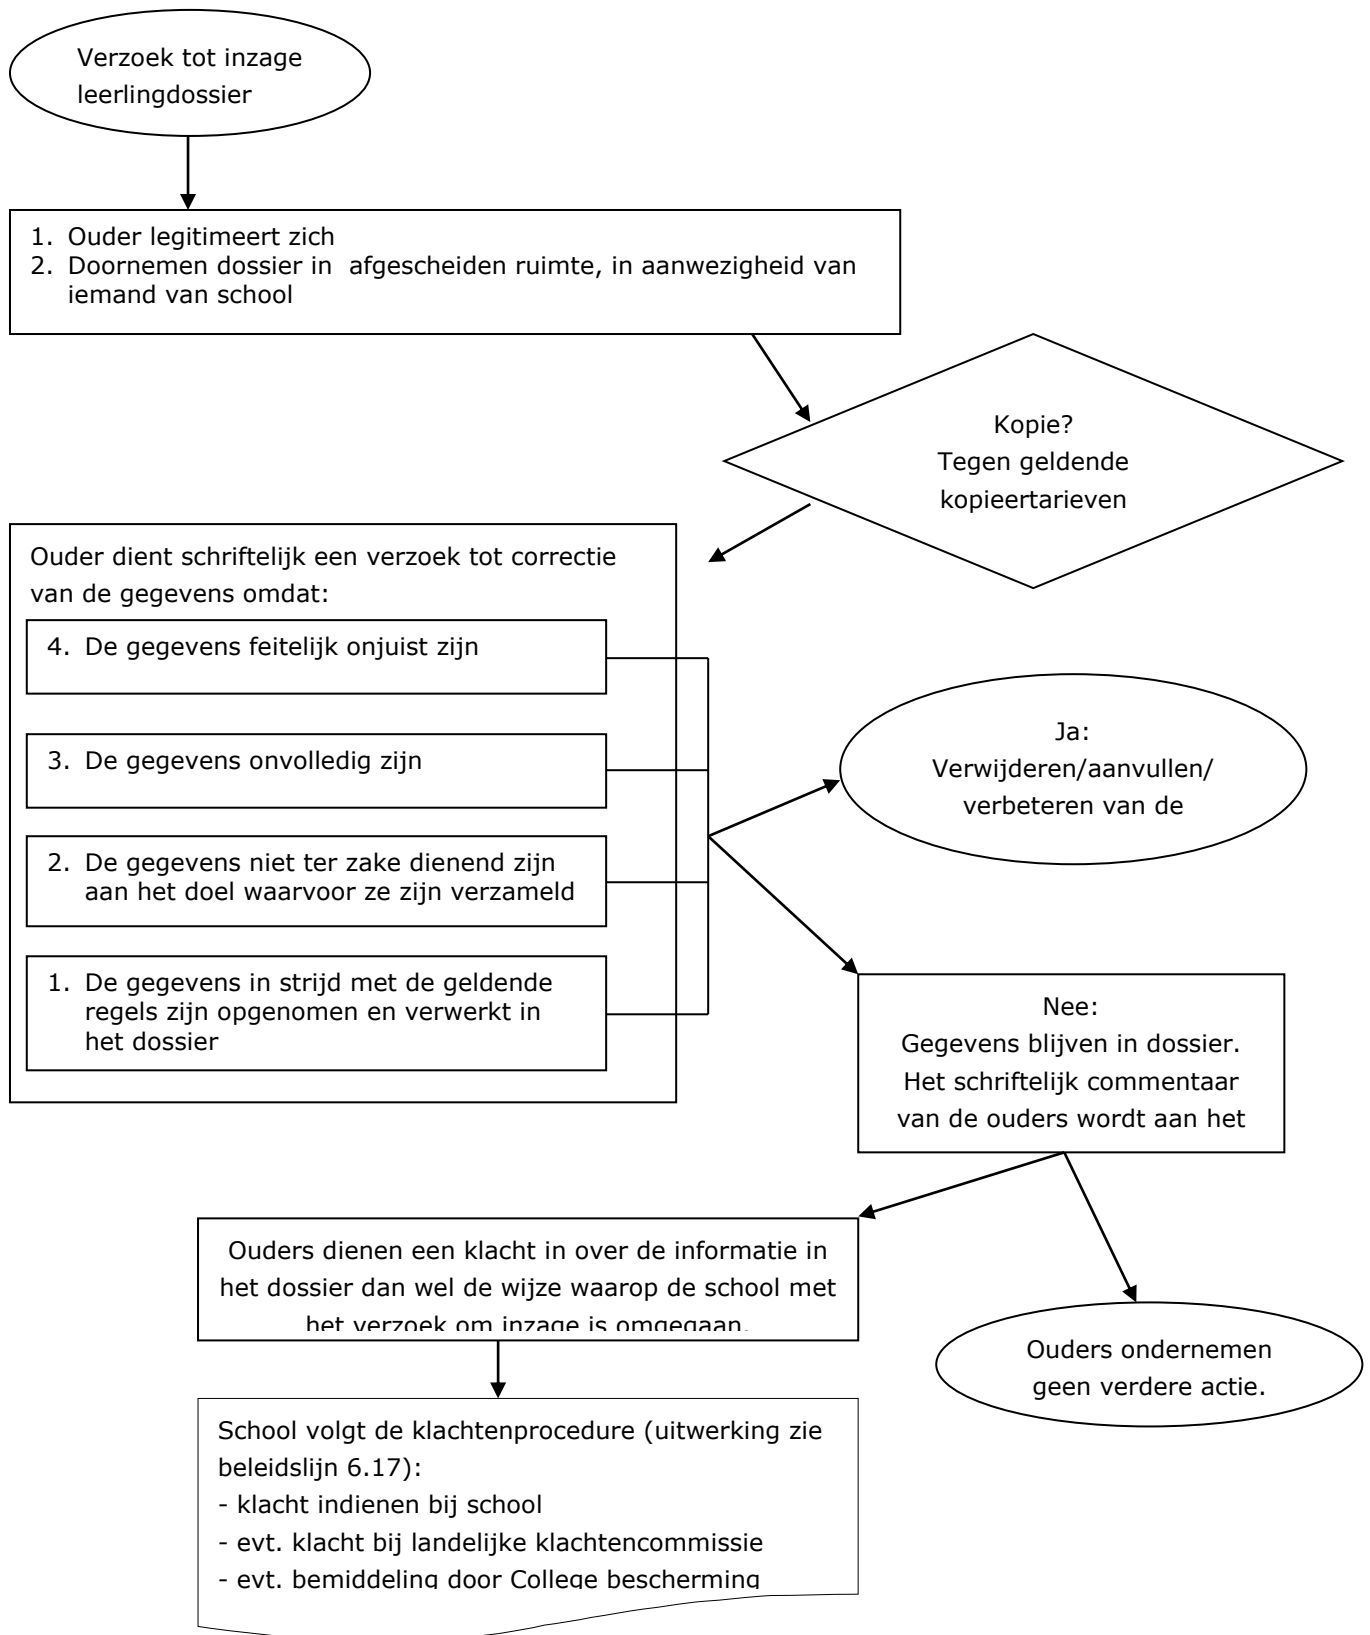 Verzoek tot inzage
leerlingdossier
1. Ouder legitimeert zich
2. Doornemen dossier in  afgescheiden ruimte, in aanwezigheid van
iemand van school
Kopie?
Tegen geldende
kopieertarieven
Ouder dient schriftelijk een verzoek tot correctie
van de gegevens omdat:
4. De gegevens feitelijk onjuist zijn
3. De gegevens onvolledig zijn
2. De gegevens niet ter zake dienend zijn
aan het doel waarvoor ze zijn verzameld
1. De gegevens in strijd met de geldende
regels zijn opgenomen en verwerkt in
het dossier
Ja:
Verwijderen/aanvullen/
verbeteren van de
Nee:
Gegevens blijven in dossier.
Het schriftelijk commentaar
van de ouders wordt aan het
Ouders dienen een klacht in over de informatie in
het dossier dan wel de wijze waarop de school met
het verzoek om inzage is omgegaan.
Ouders ondernemen
geen verdere actie.
School volgt de klachtenprocedure (uitwerking zie
beleidslijn 6.17):
- klacht indienen bij school
- evt. klacht bij landelijke klachtencommissie
- evt. bemiddeling door College bescherming